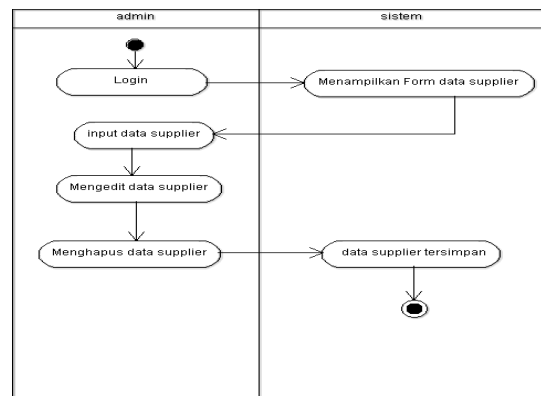 admin
sistem
Login
Menampilkan Form data supplier
input data supplier
Mengedit data supplier
Menghapus data supplier
data supplier tersimpan